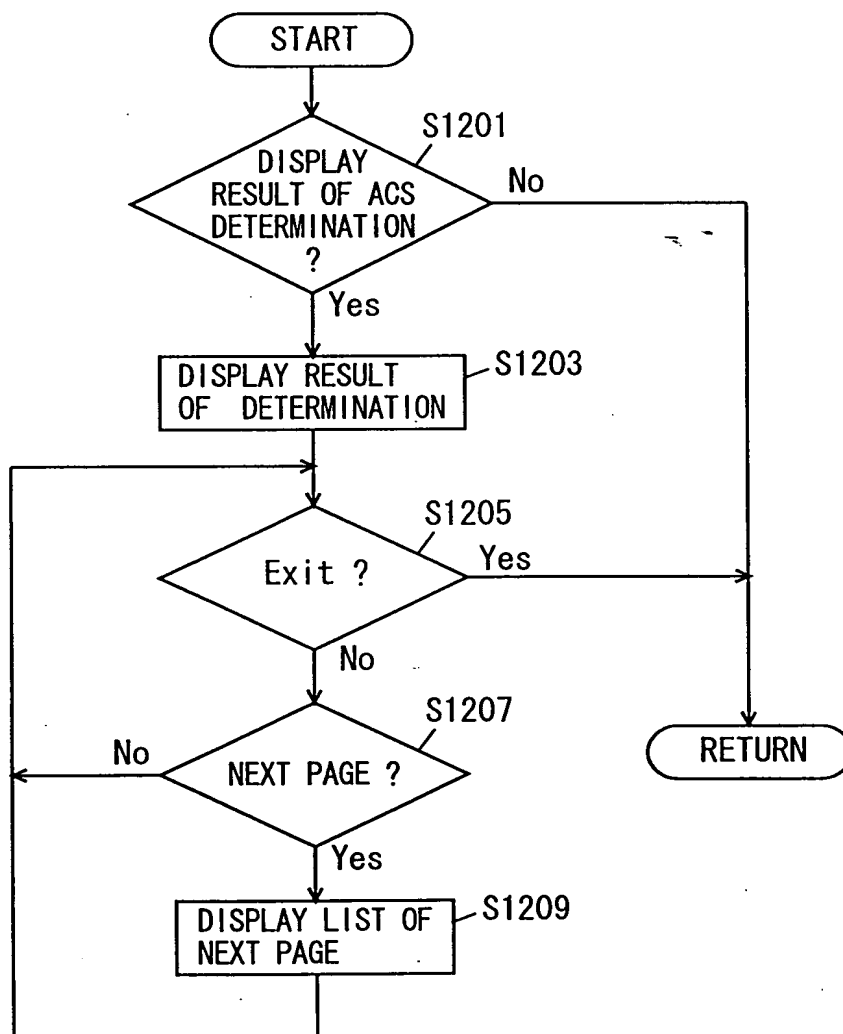 START
S1201
DISPLAY
RESULT OF ACS
DETERMINATION
?
No
Yes
S1203
DISPLAY RESULT
OF DETERMINATION
S1205
Exit ?
Yes
No
S1207
NEXT PAGE ?
No
RETURN
Yes
S1209
DISPLAY LIST OF
NEXT PAGE